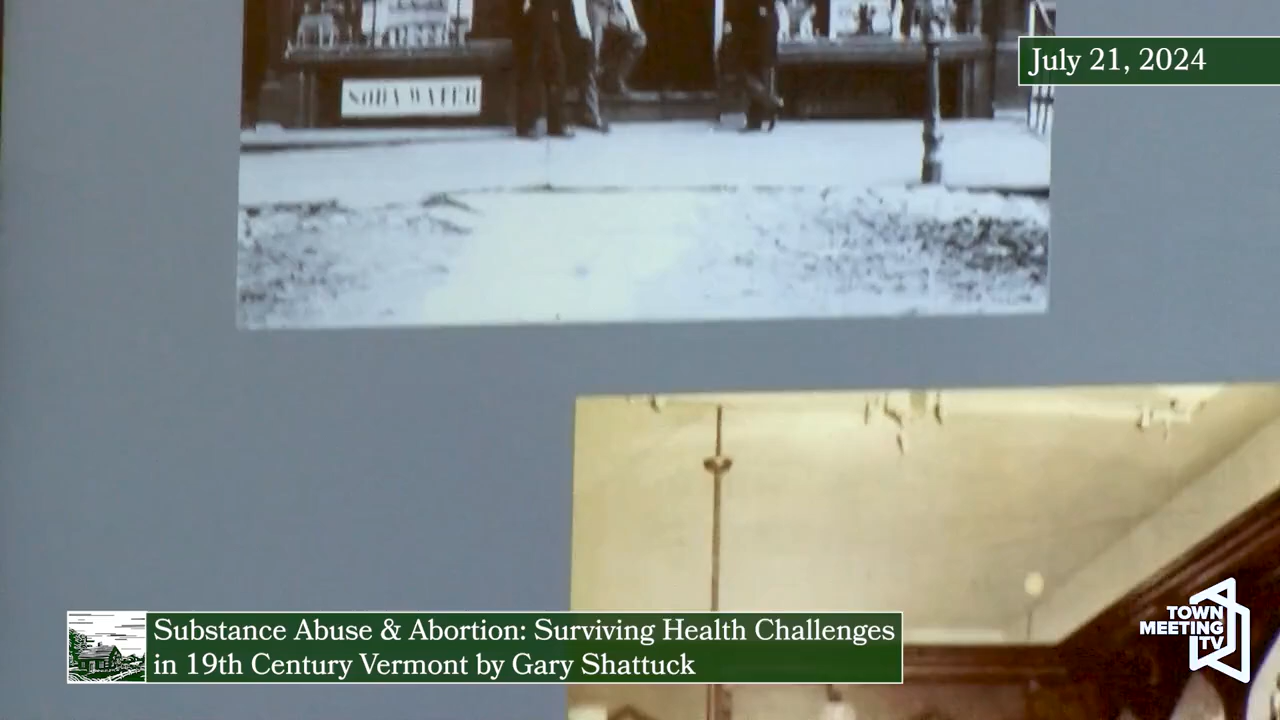 July 21, 2024
SODA WATER
Substance Abuse & Abortion: Surviving Health Challenges
in 19th Century Vermont by Gary Shattuck
TOWN
MEETING
TV